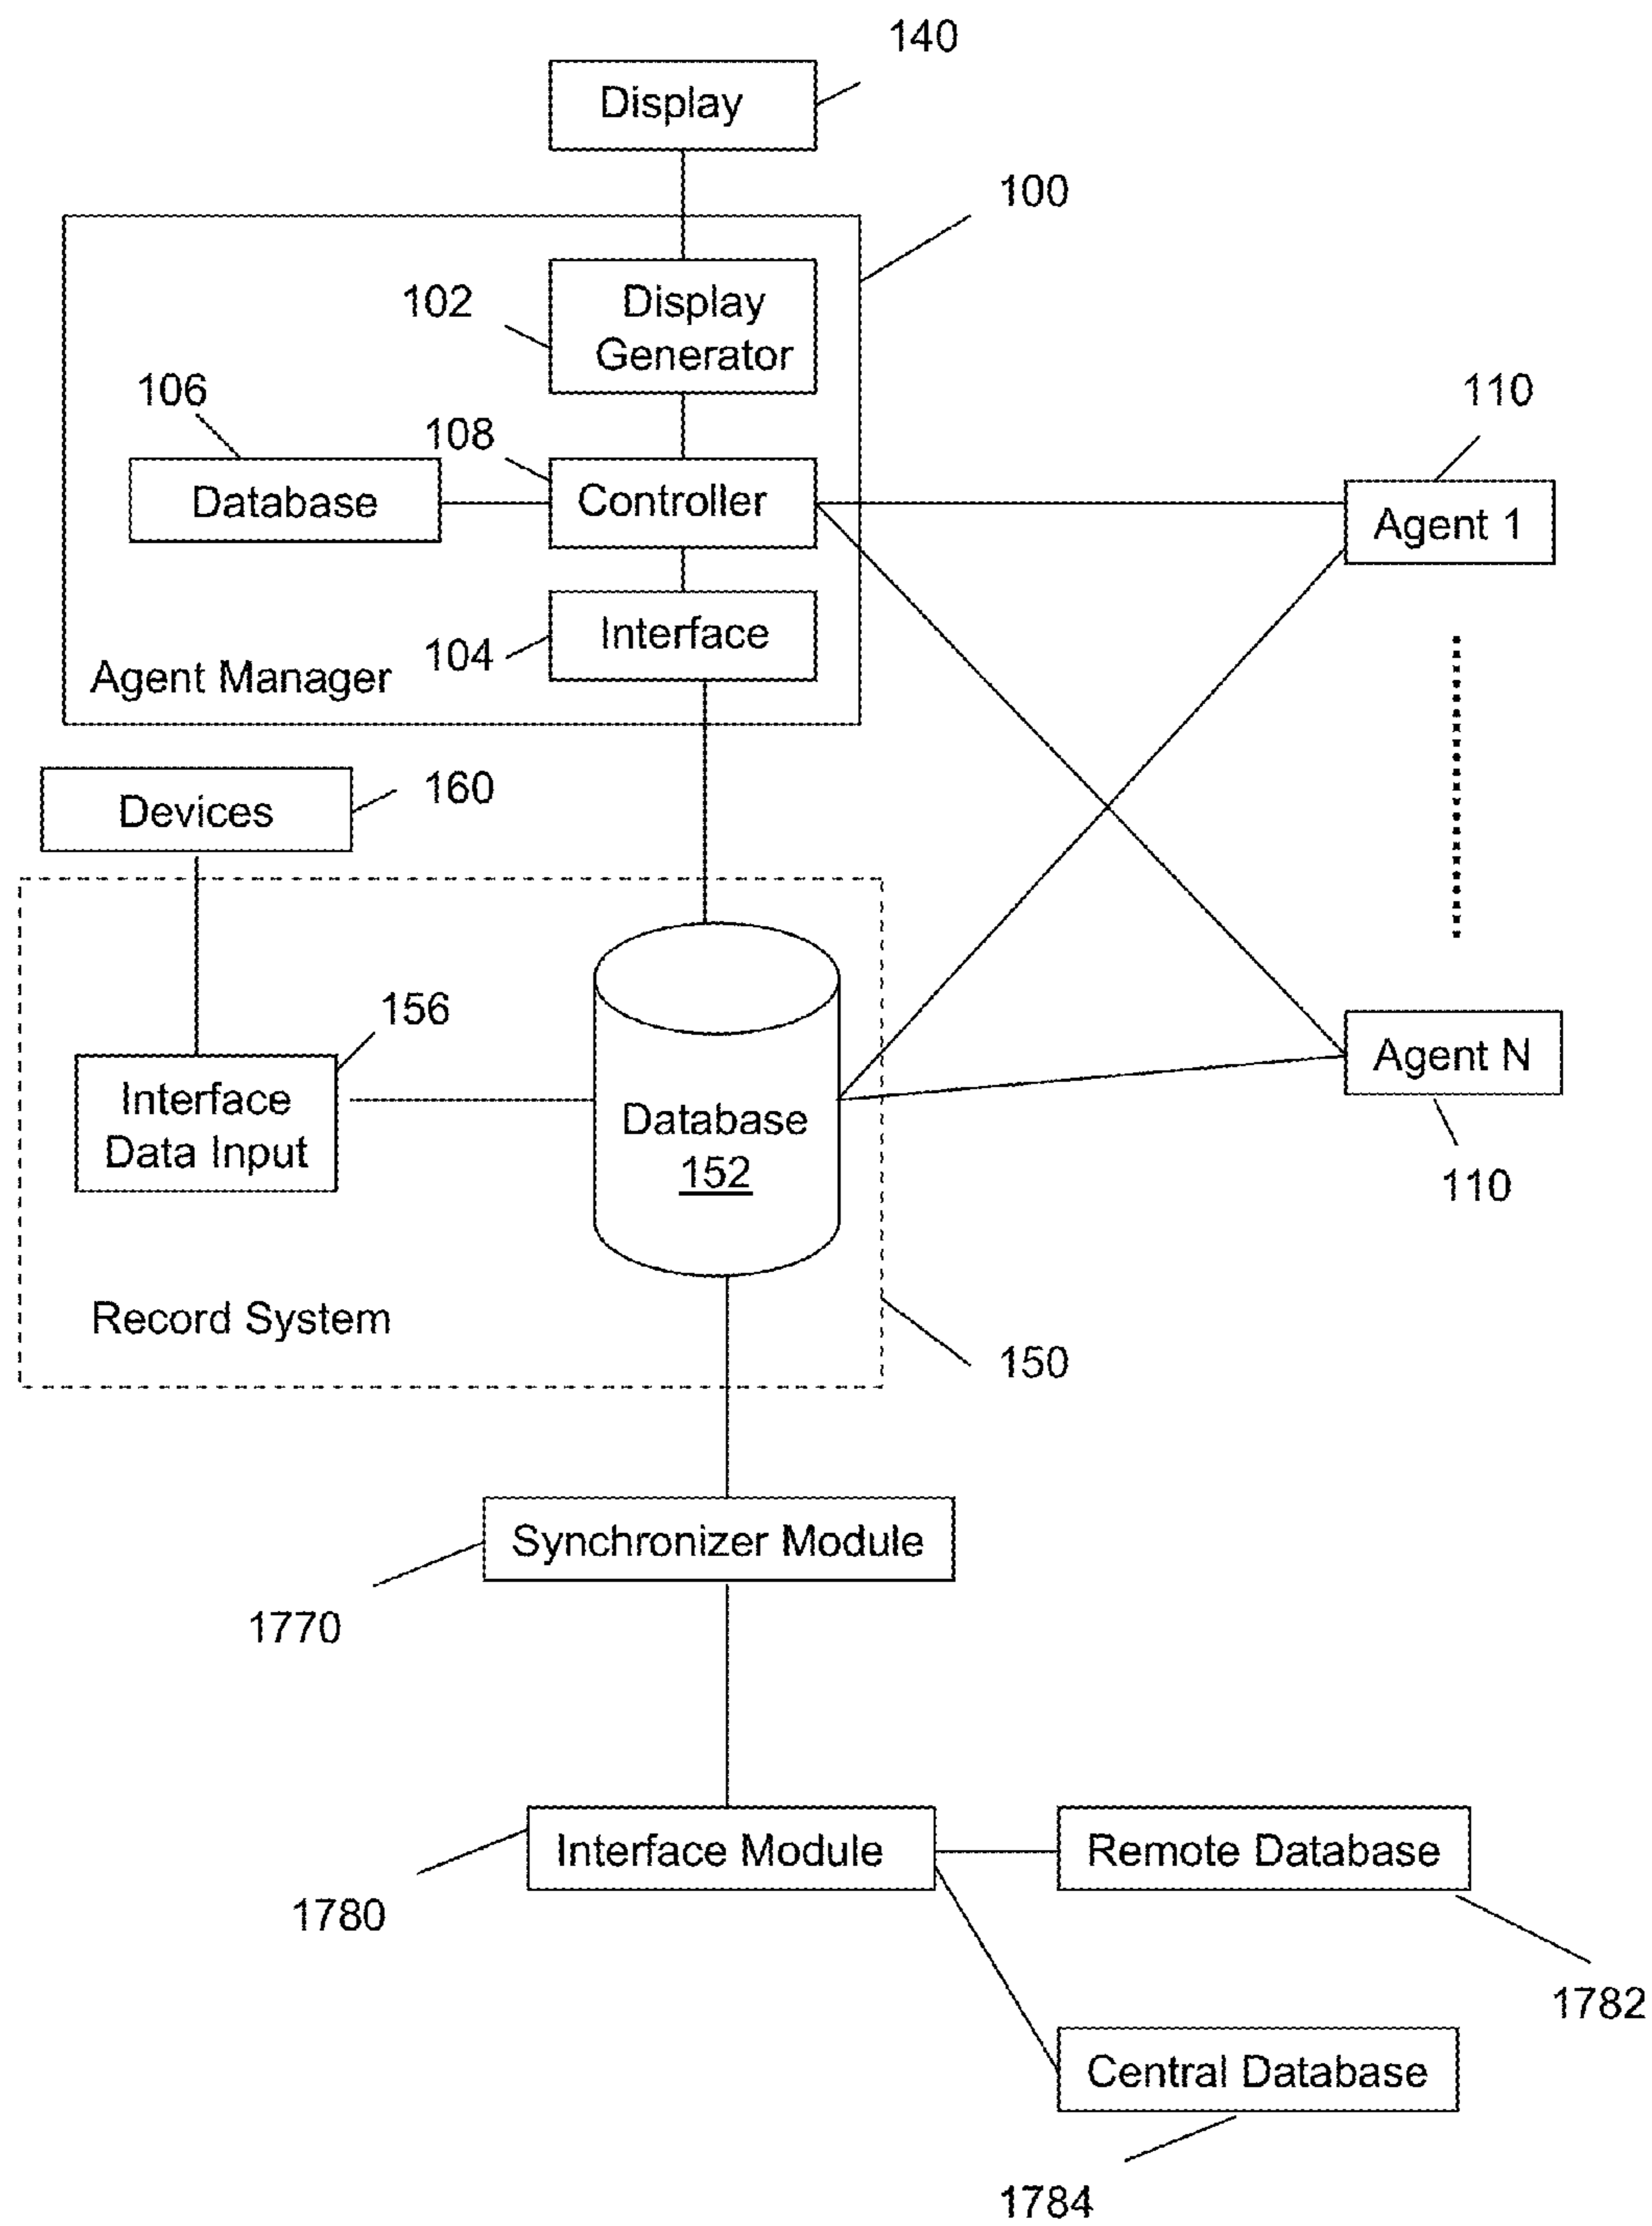 140
Display
100
102
Display
Generator
106
108
110
Database
Controller
Agent 1
104
Interface
Agent Manager
Devices
160
156
Interface
Data Input
Database
152
Agent N
110
Record System
150
Synchronizer Module
1770
Interface Module
Remote Database
1780
1782
Central Database
1784